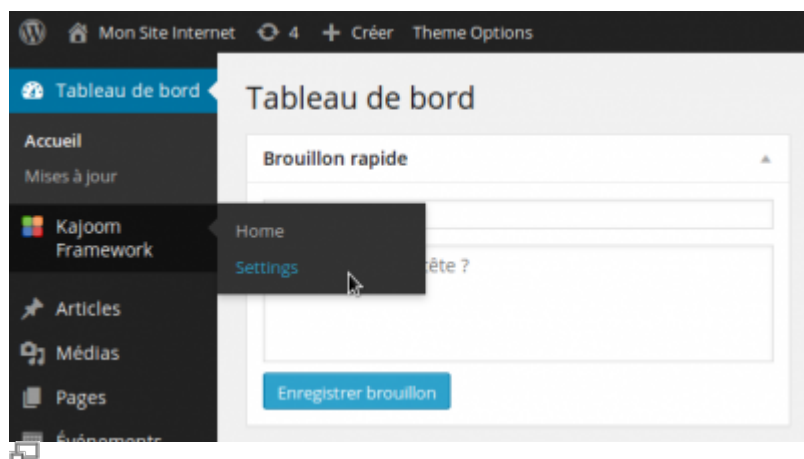 Mon Site Internet 4 + Créer Theme Options
Tableau de bord
Tableau de bord
Accueil
Mises à jour
Brouillon rapide
Kajoom
Framework
Home
Settings
ête ?
Articles
Médias
Pages
Enregistrer brouillon
Événements